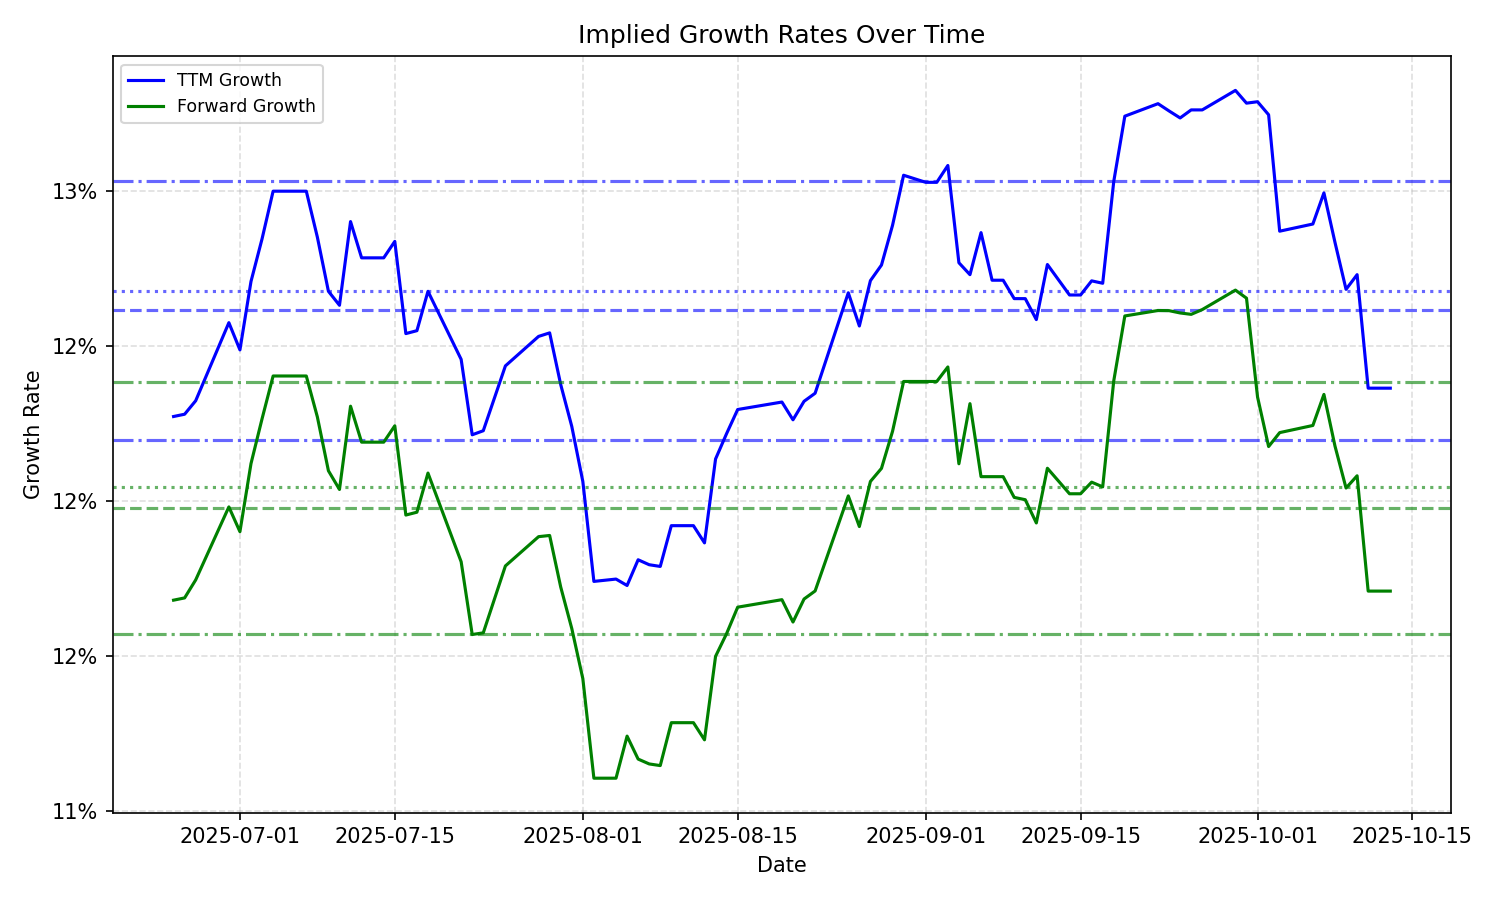 Implied Growth Rates Over Time
TTM Growth
Forward Growth
Growth Rate
13%
12%
12%
12%
11%
2025-07-01
2025-07-15
2025-08-01
2025-08-15
2025-09-01
2025-09-15
2025-10-01
2025-10-15
Date